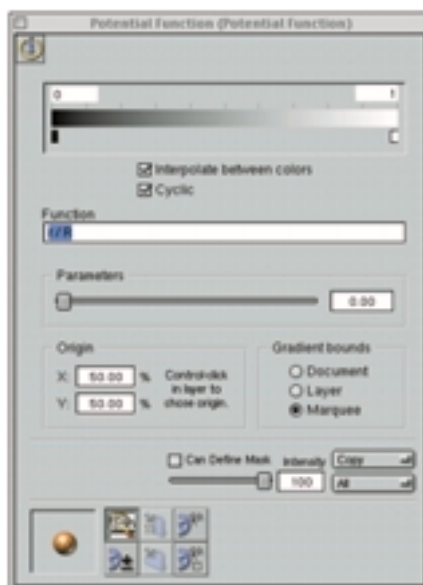 Potential Function (Potential Function)
0 1
Interpolate between colors
Cyclic
Function
Parameters
0.00
Origin
X: 50.00 %
Y: 50.00 %
Control-click
in layer to
chose origin.
Gradient bounds
Document
Layer
Marquee
Can Define Mask
Intensity
100
Copy
All